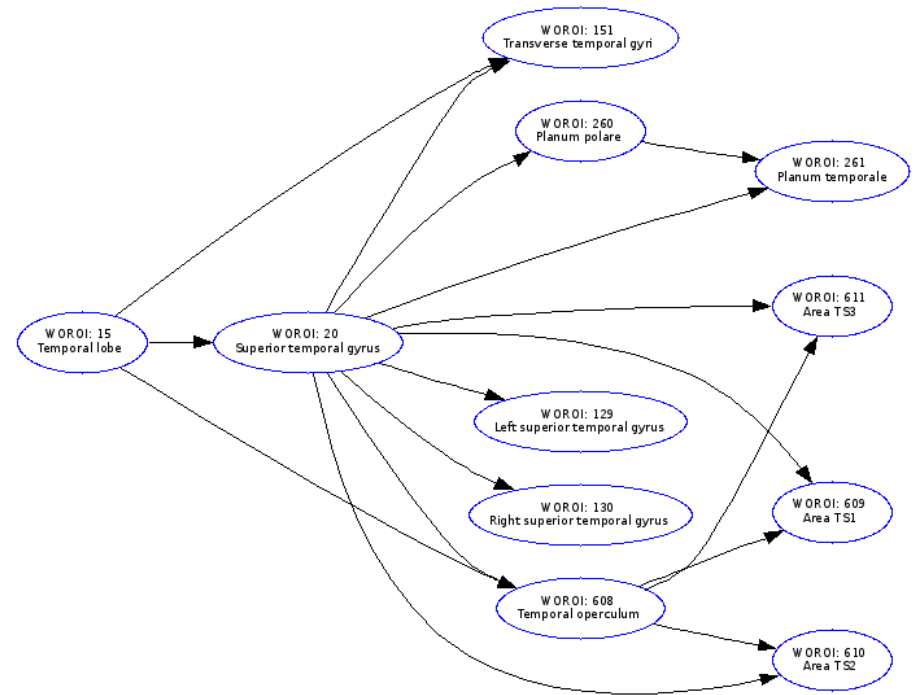 WOROI: 151
Transverse temporal gyri
WOROI: 260
Planum polare
WOROI: 261
Planum temporale
WOROI: 611
Area TS3
WOROI: 15
Temporal lobe
WOROI: 20
Superior temporal gyrus
WOROI: 129
Left superior temporal gyrus
WOROI: 130
Right superior temporal gyrus
WOROI: 609
Area TS1
WOROI: 608
Temporal operculum
WOROI: 610
Area TS2